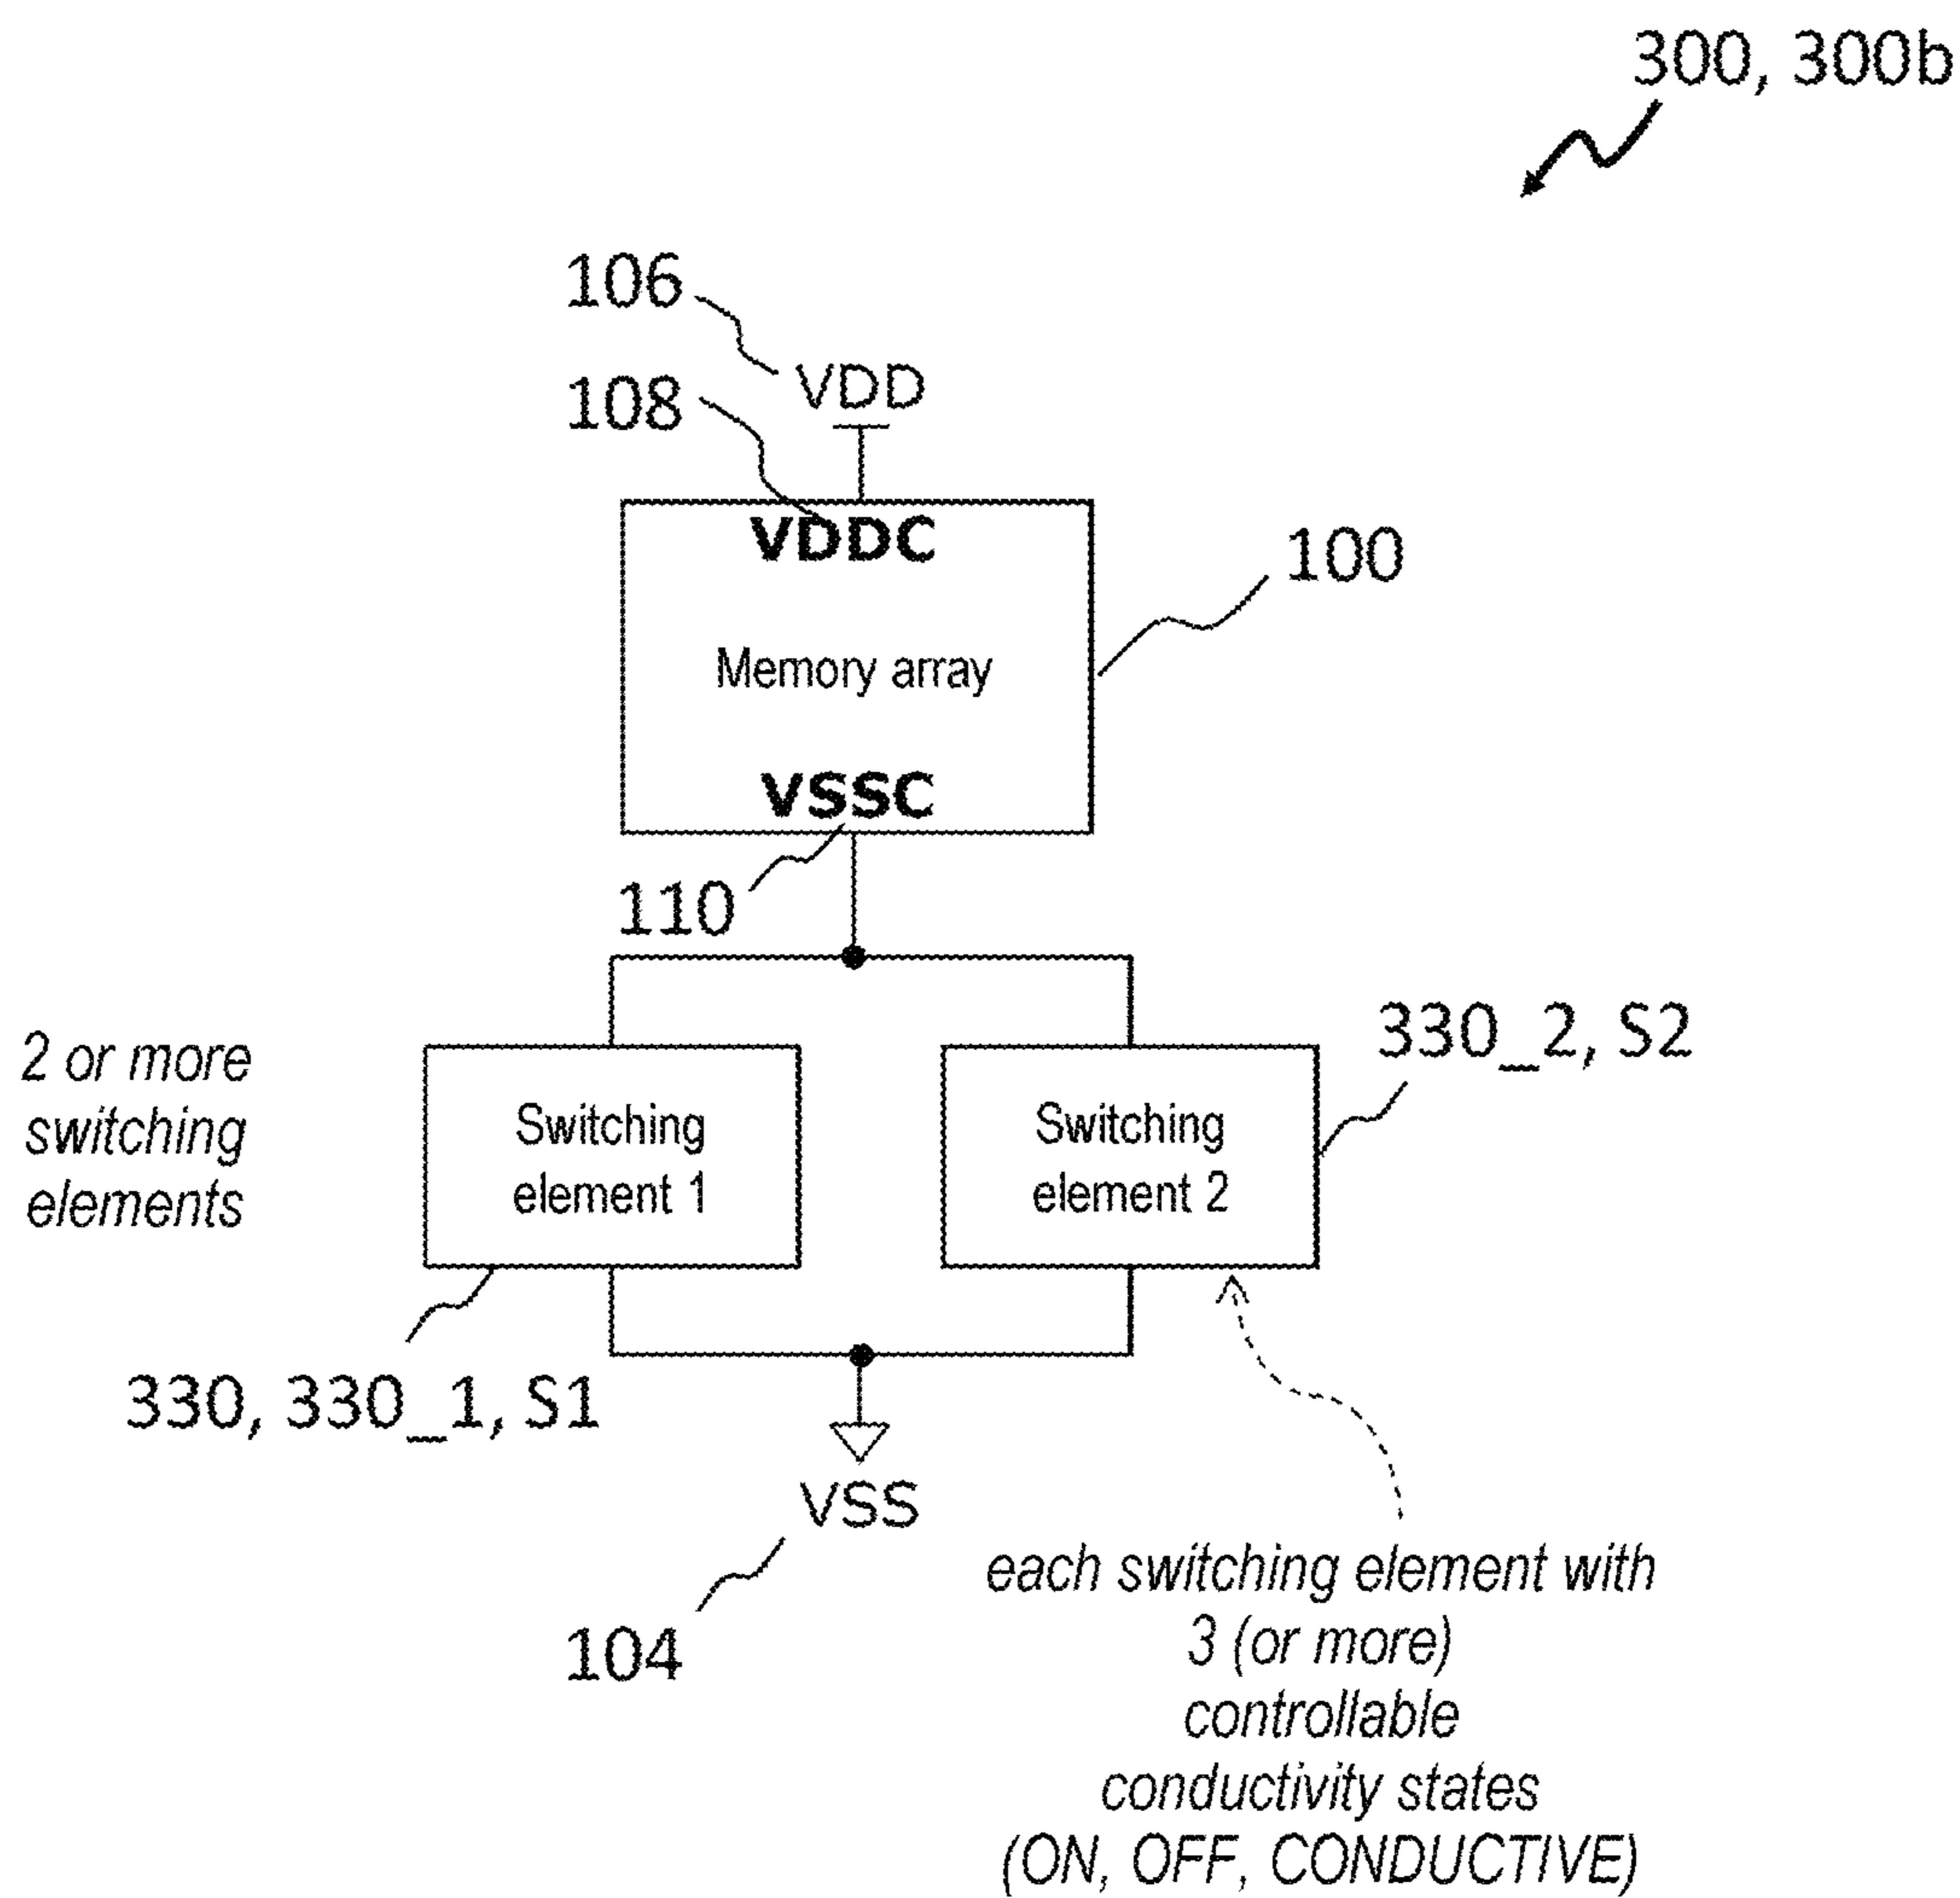 300, 300b
106
VDD
108
VDDC
100
Memory array
VSSC
110
2 or more
switching
elements
Switching
element 1
Switching
element 2
330_2, S2
330, 330_1, S1
VSS
104
each switching element with
3 (or more)
controllable
conductivity states
(ON, OFF, CONDUCTIVE)